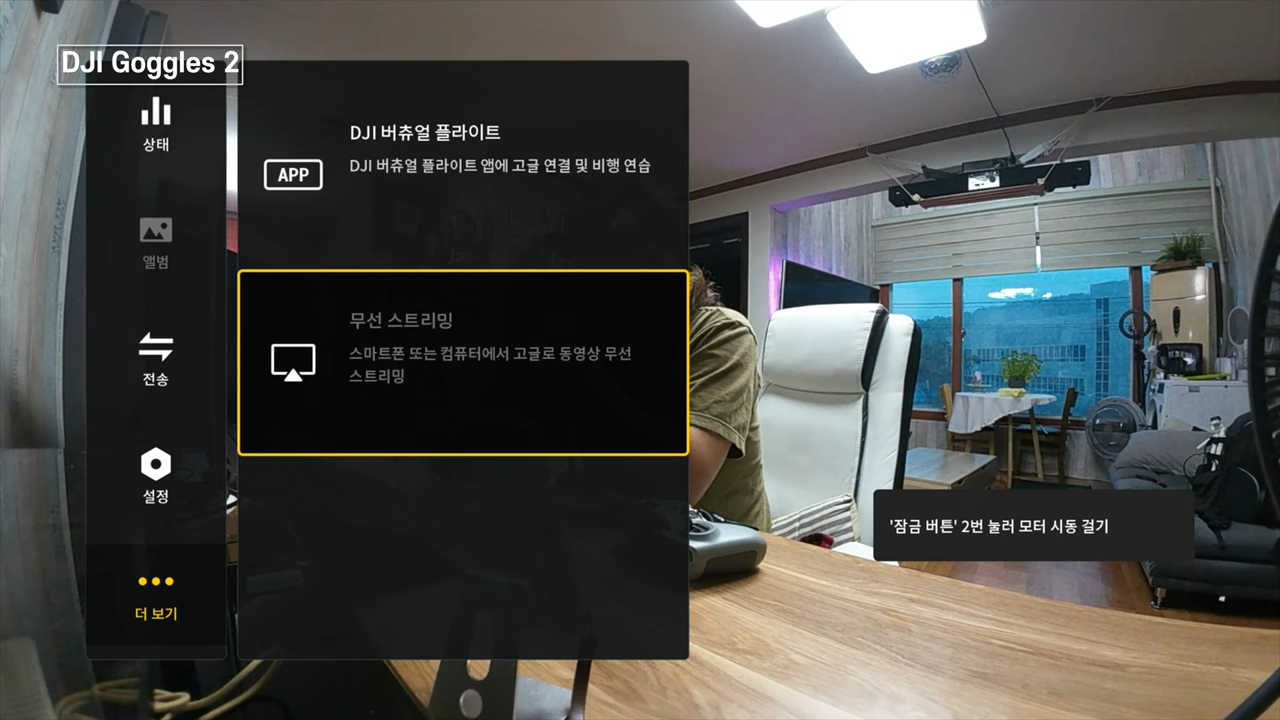 DJI Goggles 2
상태
앨범
전송
설정
더 보기
DJI 버츄얼 플라이트
APP
DJI 버츄얼 플라이트 앱에 고글 연결 및 비행 연습
무선 스트리밍
스마트폰 또는 컴퓨터에서 고글로 동영상 무선
스트리밍
'잠금 버튼' 2번 눌러 모터 시동 걸기